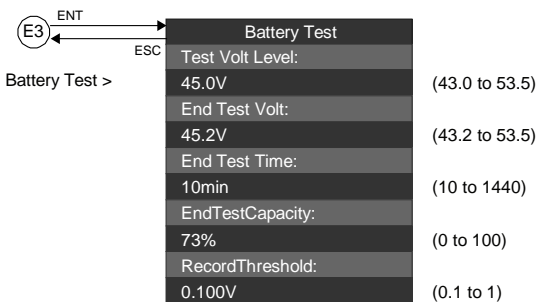 ENT
E3
ESC
Battery Test >
Battery Test
Test Volt Level:
45.0V (43.0 to 53.5)
End Test Volt:
45.2V (43.2 to 53.5)
End Test Time:
10min (10 to 1440)
EndTestCapacity:
73% (0 to 100)
RecordThreshold:
0.100V (0.1 to 1)